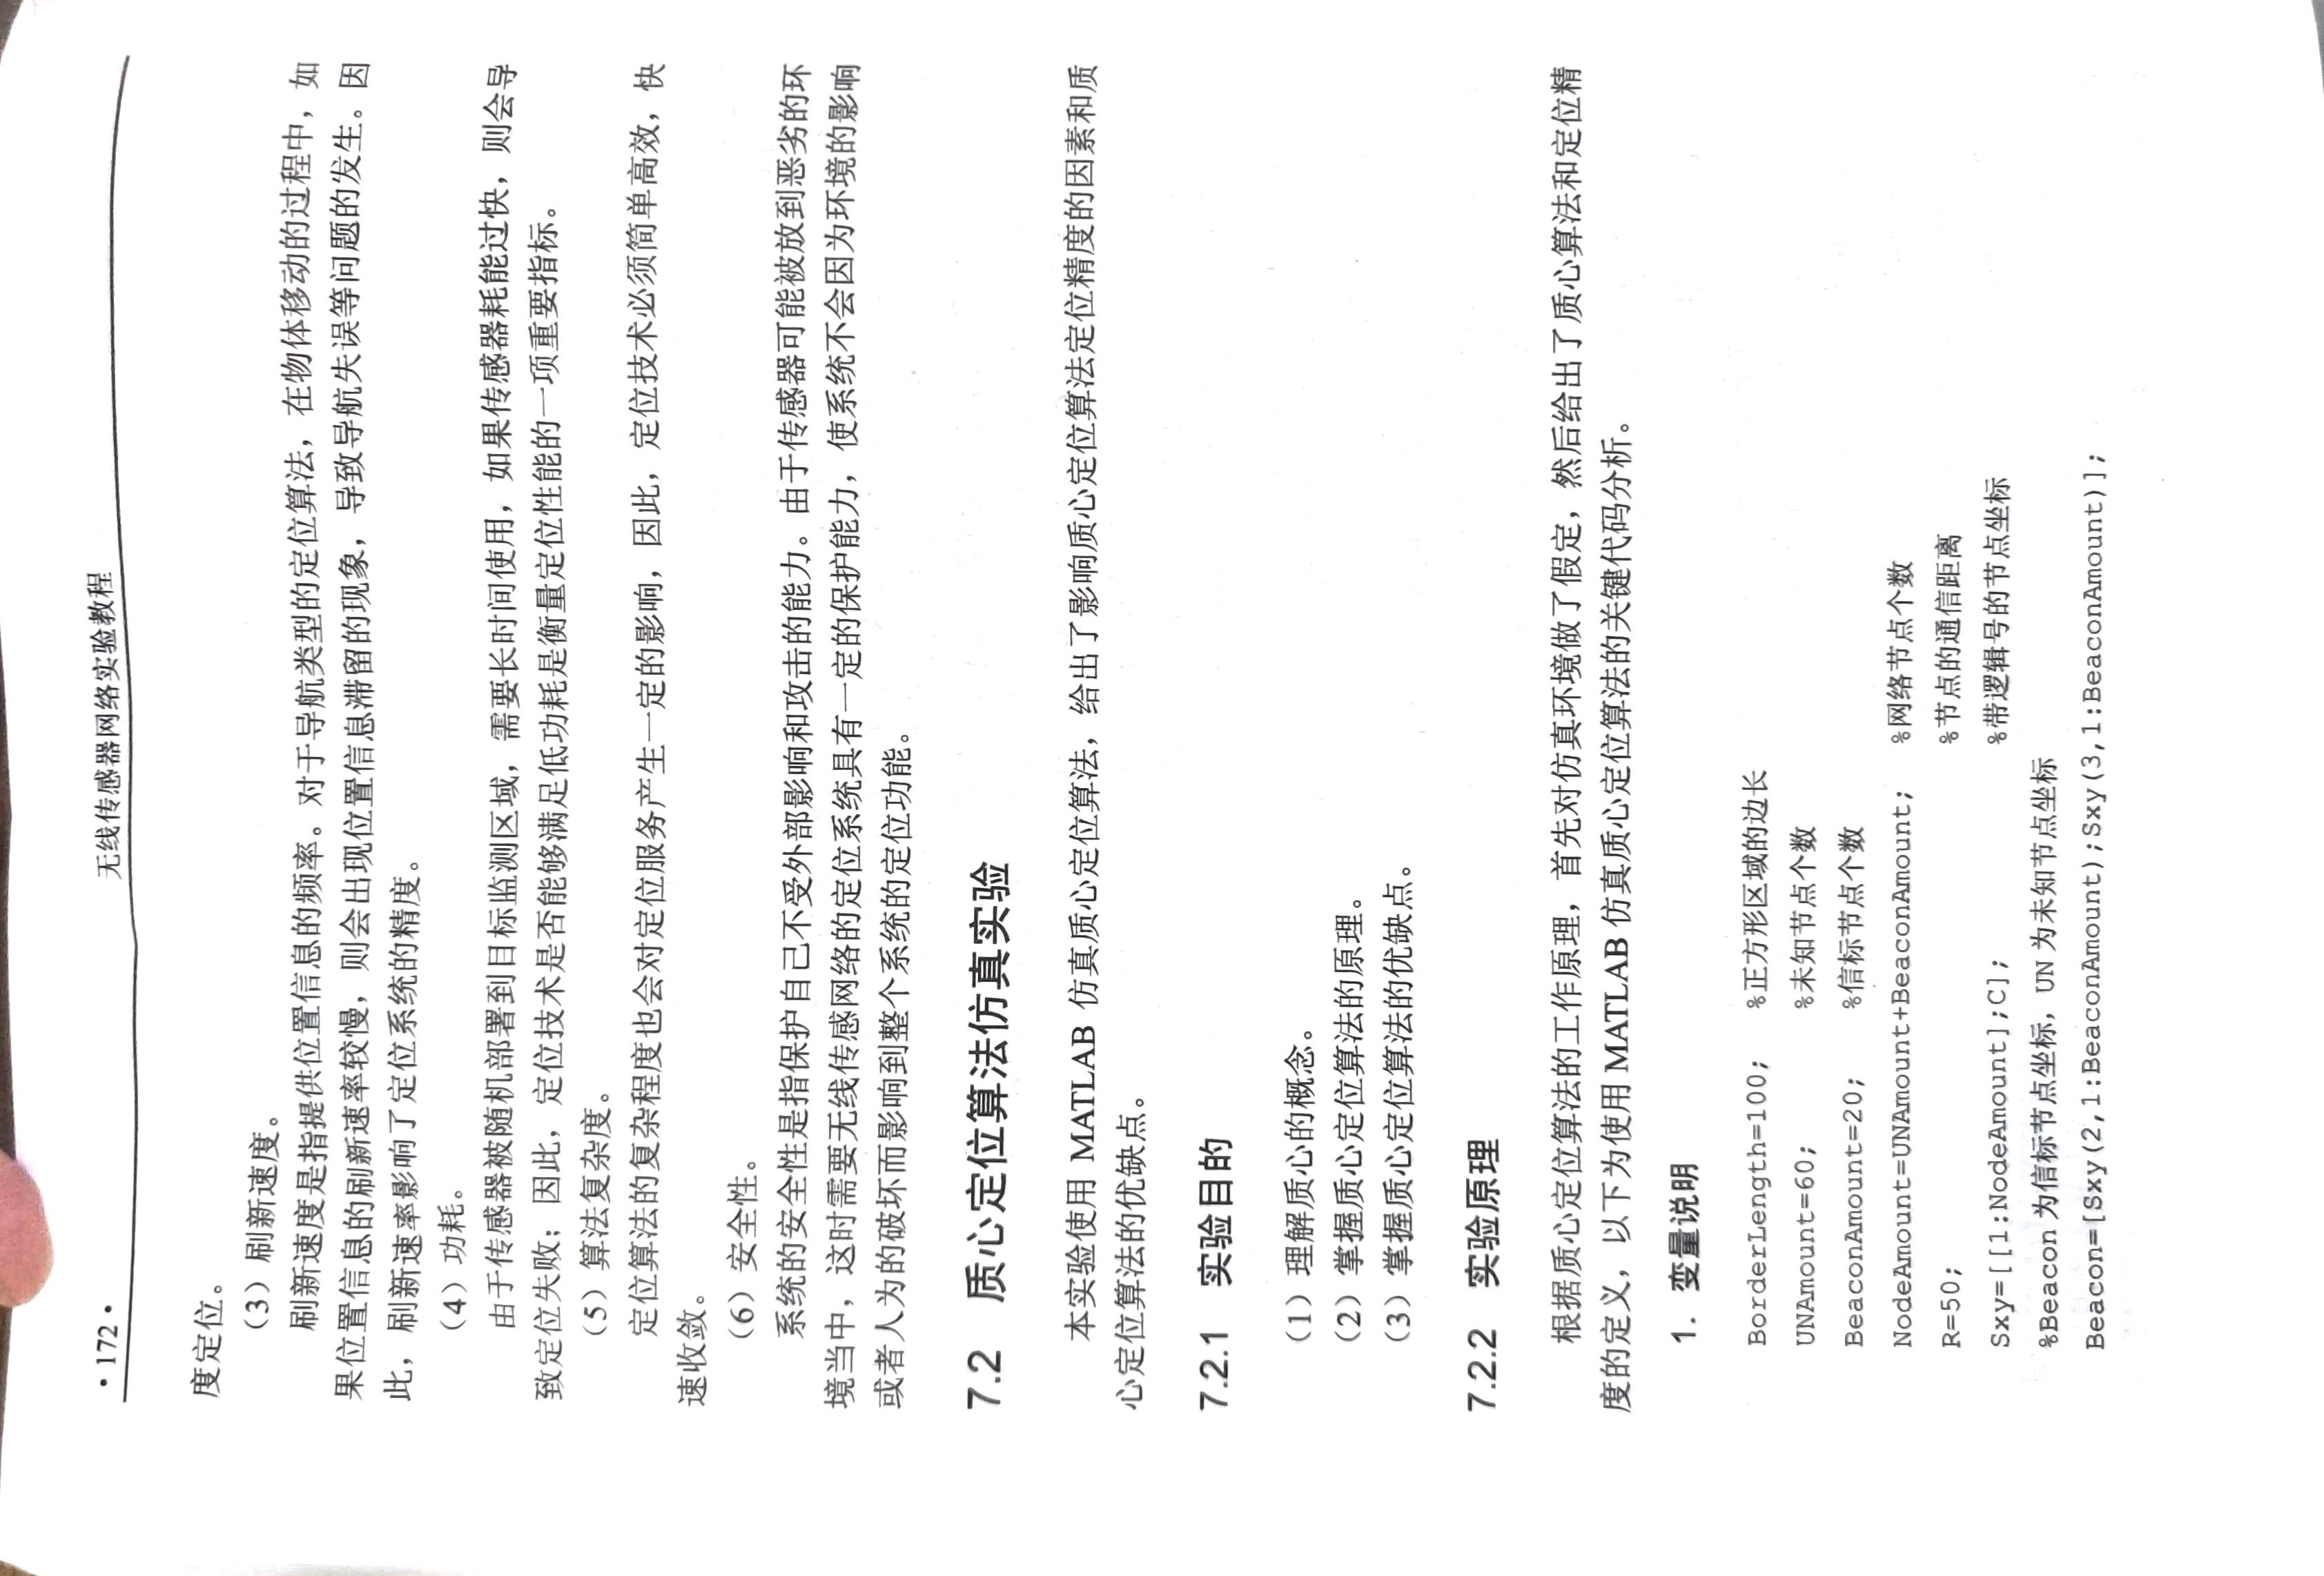 • 172 •
无线传感器网络实验教程
度定位。
（3）刷新速度。
刷新速度是指提供位置信息的频率。对于导航类型的定位算法，在物体移动的过程中，如
果位置信息的刷新速率较慢，则会出现位置信息滞留的现象，导致导航失误等问题的发生。因
此，刷新速率影响了定位系统的精度。
（4）功耗。
由于传感器被随机部署到目标监测区域，需要长时间使用，如果传感器耗能过快，则会导
致定位失败；因此，定位技术是否能够满足低功耗是衡量定位性能的一项重要指标。
（5）算法复杂度。
定位算法的复杂程度也会对定位服务产生一定的影响，因此，定位技术必须简单高效，快
速收敛。
（6）安全性。
系统的安全性是指保护自己不受外部影响和攻击的能力。由于传感器可能被放到恶劣的环
境当中，这时需要无线传感网络的定位系统具有一定的保护能力，使系统不会因为环境的影响
或者人为的破坏而影响到整个系统的定位功能。
7.2 质心定位算法仿真实验
本实验使用 MATLAB 仿真质心定位算法，给出了影响质心定位算法定位精度的因素和质
心定位算法的优缺点。
7.2.1 实验目的
（1）理解质心的概念。
（2）掌握质心定位算法的原理。
（3）掌握质心定位算法的优缺点。
7.2.2 实验原理
根据质心定位算法的工作原理，首先对仿真环境做了假定，然后给出了质心算法和定位精
度的定义，以下为使用 MATLAB 仿真质心定位算法的关键代码分析。
1. 变量说明
BorderLength=100; %正方形区域的边长
UNAmount=60; %未知节点个数
BeaconAmount=20; %信标节点个数
NodeAmount=UNAmount+BeaconAmount; %网络节点个数
R=50; %节点的通信距离
Sxy=[[1:NodeAmount];C]; %带逻辑号的节点坐标
%Beacon 为信标节点坐标，UN 为未知节点坐标
Beacon=[Sxy(2,1:BeaconAmount);Sxy(3,1:BeaconAmount)];